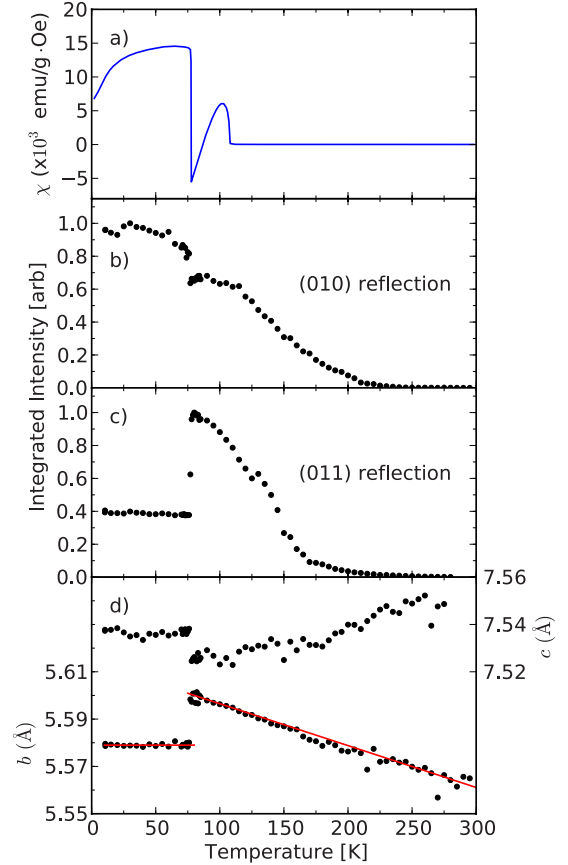 20
15
10
5
0
−5
χ (x10³ emu/g·Oe)
a)
1.0
0.8
0.6
0.4
0.2
0.0
b)
(010) reflection
Integrated Intensity [arb]
1.0
0.8
0.6
0.4
0.2
0.0
c)
(011) reflection
7.56
7.54
7.52
c (Å)
d)
5.61
5.59
5.57
5.55
b (Å)
0 50 100 150 200 250 300
Temperature [K]